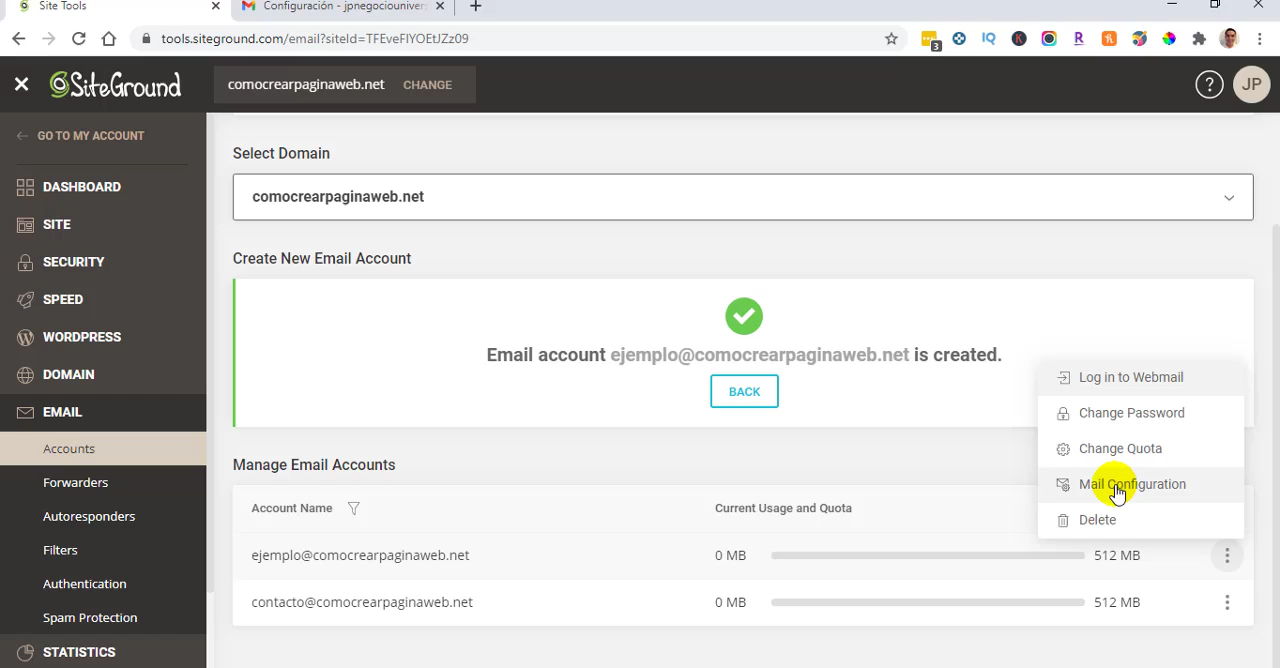 Site Tools
Configuración - jpnegociounivers
tools.siteground.com/email?siteId=TFEveFlYOEtJZz09
3
IQ
K
R
SiteGround
comocrearpaginaweb.net CHANGE
?
JP
GO TO MY ACCOUNT
DASHBOARD
SITE
SECURITY
SPEED
WORDPRESS
DOMAIN
EMAIL
Accounts
Forwarders
Autoresponders
Filters
Authentication
Spam Protection
STATISTICS
Select Domain
comocrearpaginaweb.net
Create New Email Account
Email account ejemplo@comocrearpaginaweb.net is created.
BACK
Log in to Webmail
Change Password
Change Quota
Mail Configuration
Delete
Manage Email Accounts
Account Name Current Usage and Quota
ejemplo@comocrearpaginaweb.net 0 MB 512 MB
contacto@comocrearpaginaweb.net 0 MB 512 MB